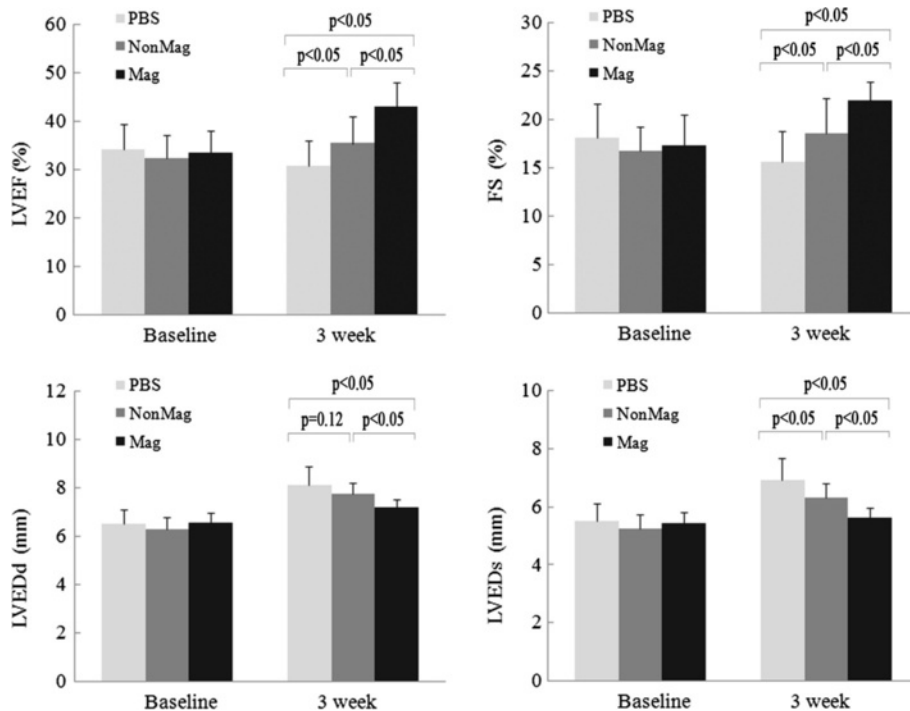 60
50
40
30
20
10
0
LVEF (%)
PBS
NonMag
Mag
p<0.05
p<0.05
p<0.05
Baseline
3 week
30
25
20
15
10
5
0
FS (%)
PBS
NonMag
Mag
p<0.05
p<0.05
p<0.05
Baseline
3 week
12
10
8
6
4
2
0
LVEDd (mm)
PBS
NonMag
Mag
p<0.05
p=0.12
p<0.05
Baseline
3 week
10
8
6
4
2
0
LVEDs (mm)
PBS
NonMag
Mag
p<0.05
p<0.05
p<0.05
Baseline
3 week